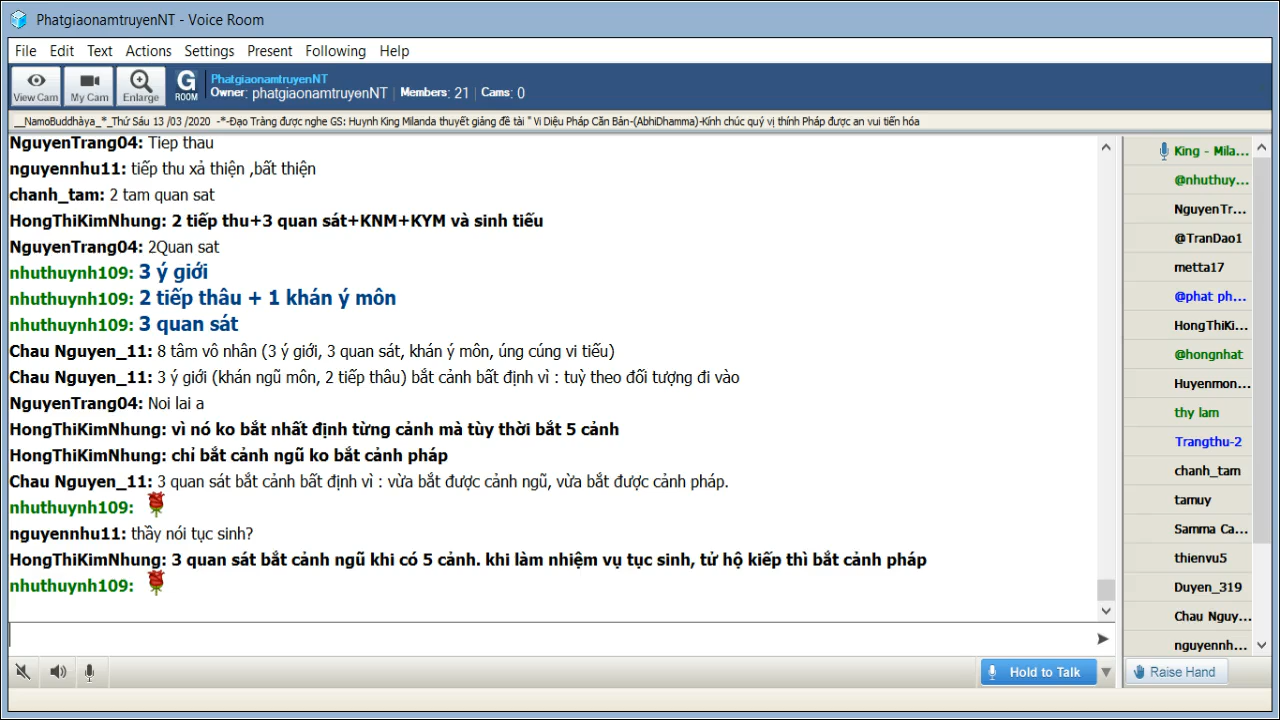 PhatgiaonamtruyenNT - Voice Room
File Edit Text Actions Settings Present Following Help
View Cam My Cam Enlarge G ROOM
PhatgiaonamtruyenNT
Owner: phatgiaonamtruyenNT Members: 21 Cams: 0
__NamoBuddhàya_*_Thứ Sáu 13 /03 /2020 -*-Đạo Tràng được nghe GS: Huynh King Milanda thuyết giảng đề tài " Vi Diệu Pháp Căn Bản-(AbhiDhamma)-Kính chúc quý vị thính Pháp được an vui tiến hóa
NguyenTrang04: Tiep thau
nguyennhu11: tiếp thu xả thiện ,bất thiện
chanh_tam: 2 tam quan sat
HongThiKimNhung: 2 tiếp thu+3 quan sát+KNM+KYM và sinh tiếu
NguyenTrang04: 2Quan sat
nhuthuynh109: 3 ý giới
nhuthuynh109: 2 tiếp thâu + 1 khán ý môn
nhuthuynh109: 3 quan sát
Chau Nguyen_11: 8 tâm vô nhân (3 ý giới, 3 quan sát, khán ý môn, úng cúng vi tiếu)
Chau Nguyen_11: 3 ý giới (khán ngũ môn, 2 tiếp thâu) bắt cảnh bất định vì : tuỳ theo đối tượng đi vào
NguyenTrang04: Noi lai a
HongThiKimNhung: vì nó ko bắt nhất định từng cảnh mà tùy thời bắt 5 cảnh
HongThiKimNhung: chỉ bắt cảnh ngũ ko bắt cảnh pháp
Chau Nguyen_11: 3 quan sát bắt cảnh bất định vì : vừa bắt được cảnh ngũ, vừa bắt được cảnh pháp.
nhuthuynh109:
nguyennhu11: thầy nói tục sinh?
HongThiKimNhung: 3 quan sát bắt cảnh ngũ khi có 5 cảnh. khi làm nhiệm vụ tục sinh, tử hộ kiếp thì bắt cảnh pháp
nhuthuynh109:
King - Mila...
@nhuthuy...
NguyenTr...
@TranDao1
metta17
@phat ph...
HongThiKi...
@hongnhat
Huyenmon...
thy lam
Trangthu-2
chanh_tam
tamuy
Samma Ca...
thienvu5
Duyen_319
Chau Nguy...
nguyennh...
Hold to Talk
Raise Hand